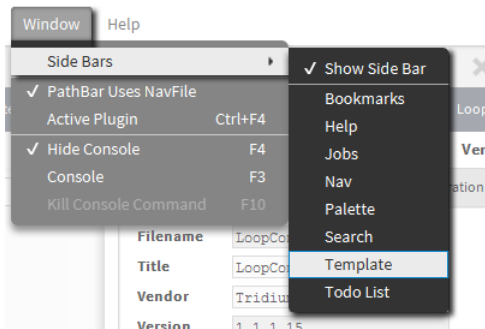 Window Help
Side Bars
✓ PathBar Uses NavFile
Active Plugin Ctrl+F4
✓ Hide Console F4
Console F3
Kill Console Command F10
✓ Show Side Bar
Bookmarks
Help
Jobs
Nav
Palette
Search
Template
Todo List
Loop
Ver
ration
Filename LoopCo
Title LoopCo
Vendor Tridiu
Version 1.1.1.15